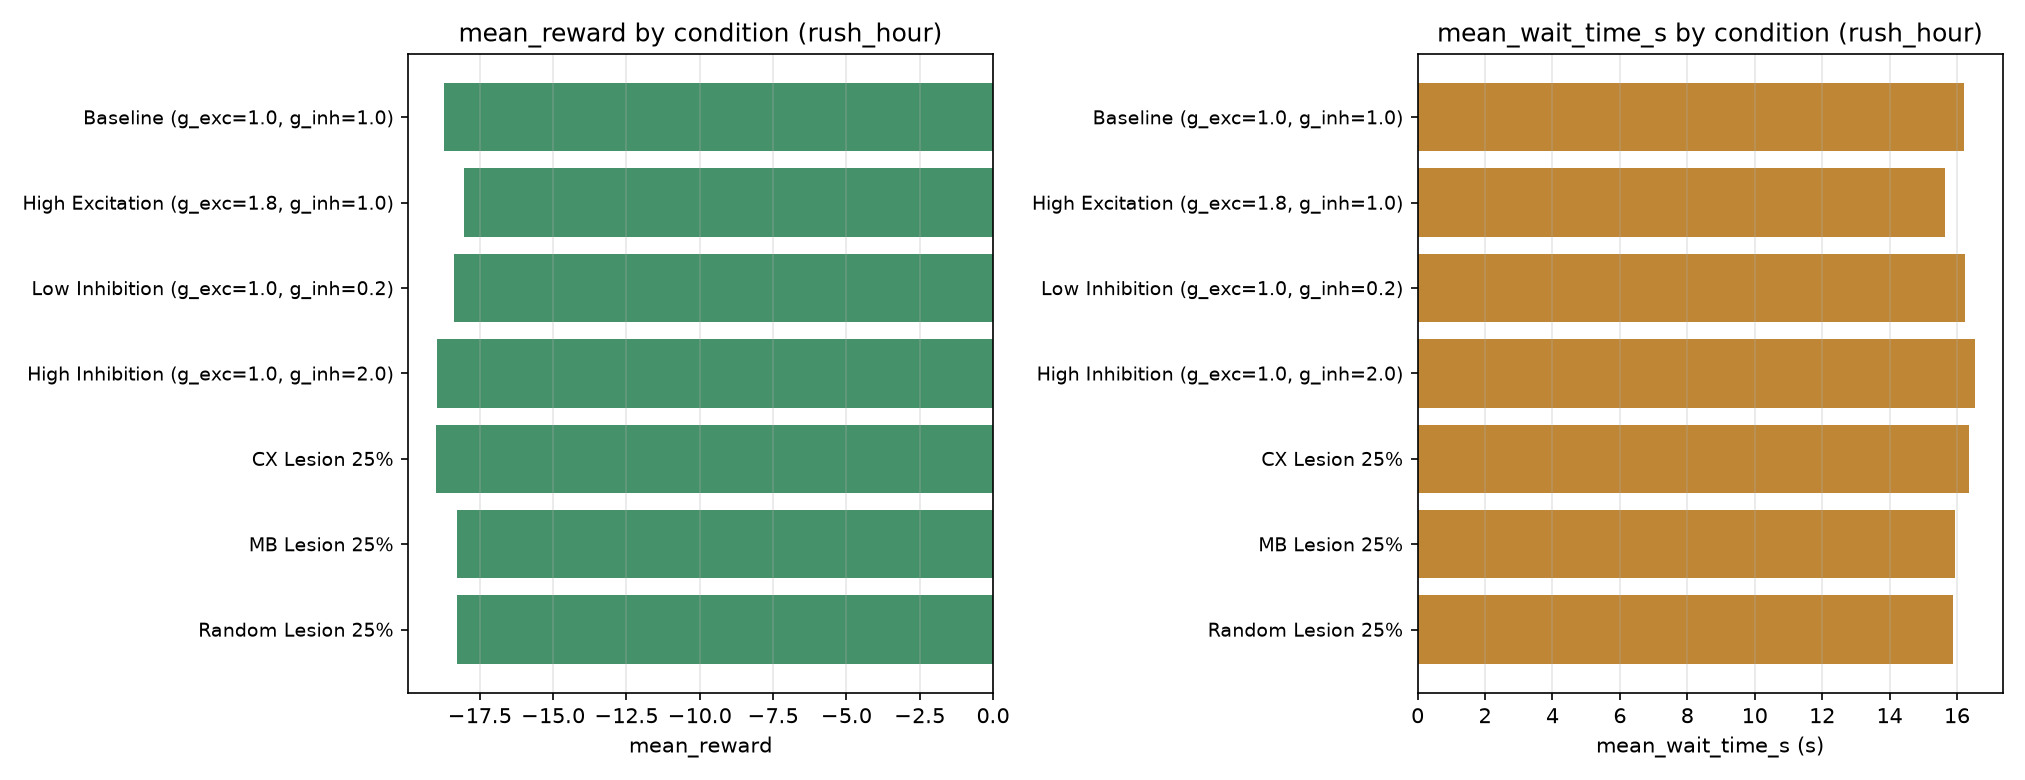 mean_reward by condition (rush_hour)
Baseline (g_exc=1.0, g_inh=1.0)
High Excitation (g_exc=1.8, g_inh=1.0)
Low Inhibition (g_exc=1.0, g_inh=0.2)
High Inhibition (g_exc=1.0, g_inh=2.0)
CX Lesion 25%
MB Lesion 25%
Random Lesion 25%
−17.5 −15.0 −12.5 −10.0 −7.5 −5.0 −2.5 0.0
mean_reward
mean_wait_time_s by condition (rush_hour)
Baseline (g_exc=1.0, g_inh=1.0)
High Excitation (g_exc=1.8, g_inh=1.0)
Low Inhibition (g_exc=1.0, g_inh=0.2)
High Inhibition (g_exc=1.0, g_inh=2.0)
CX Lesion 25%
MB Lesion 25%
Random Lesion 25%
0 2 4 6 8 10 12 14 16
mean_wait_time_s (s)